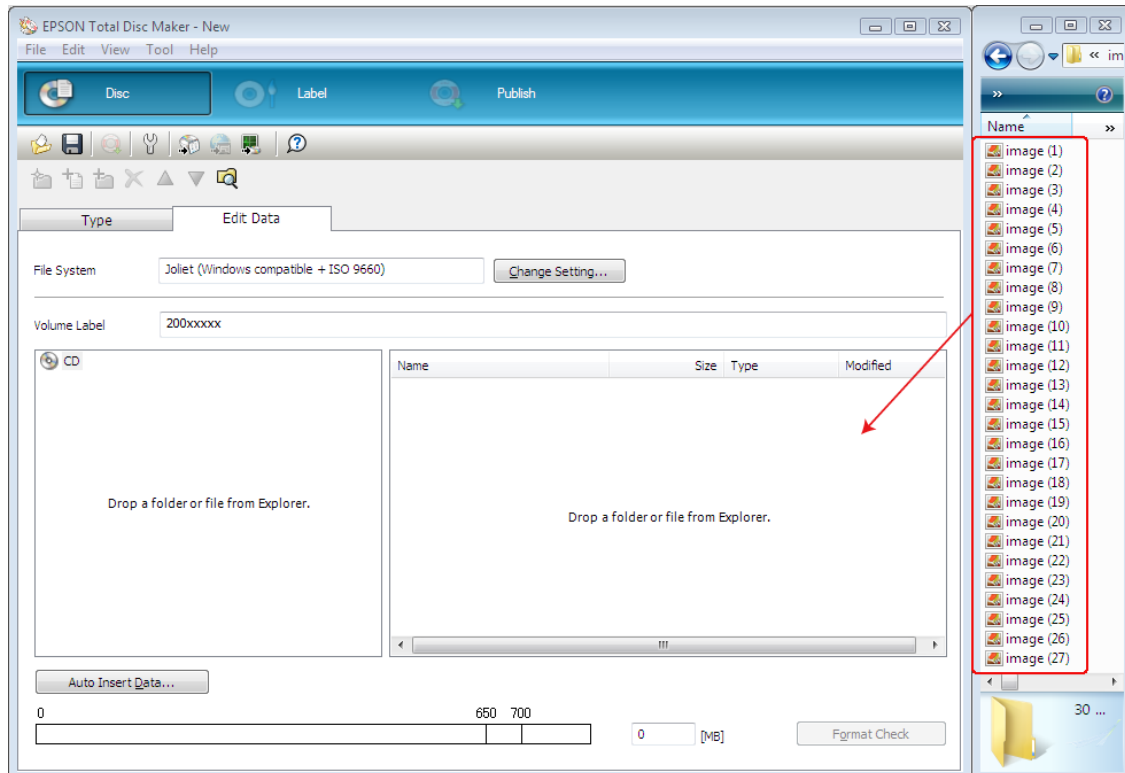 EPSON Total Disc Maker - New
File Edit View Tool Help
Disc Label Publish
Type Edit Data
File System Joliet (Windows compatible + ISO 9660) Change Setting...
Volume Label 200xxxxx
CD
Drop a folder or file from Explorer.
Name Size Type Modified
Drop a folder or file from Explorer.
Auto Insert Data...
0 650 700
0 [MB] Format Check
« im
»
Name »
image (1)
image (2)
image (3)
image (4)
image (5)
image (6)
image (7)
image (8)
image (9)
image (10)
image (11)
image (12)
image (13)
image (14)
image (15)
image (16)
image (17)
image (18)
image (19)
image (20)
image (21)
image (22)
image (23)
image (24)
image (25)
image (26)
image (27)
30 ...